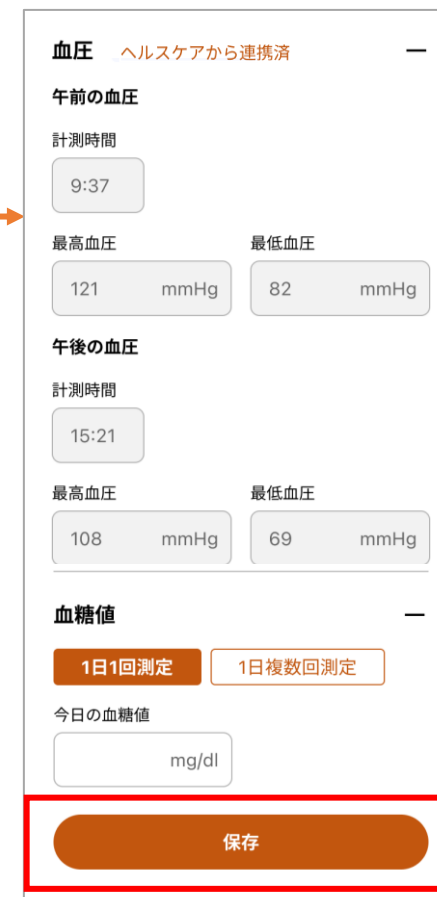 血圧 ヘルスケアから連携済
午前の血圧
計測時間
9:37
最高血圧 最低血圧
121 mmHg 82 mmHg
午後の血圧
計測時間
15:21
最高血圧 最低血圧
108 mmHg 69 mmHg
血糖値
1日1回測定 1日複数回測定
今日の血糖値
mg/dl
保存